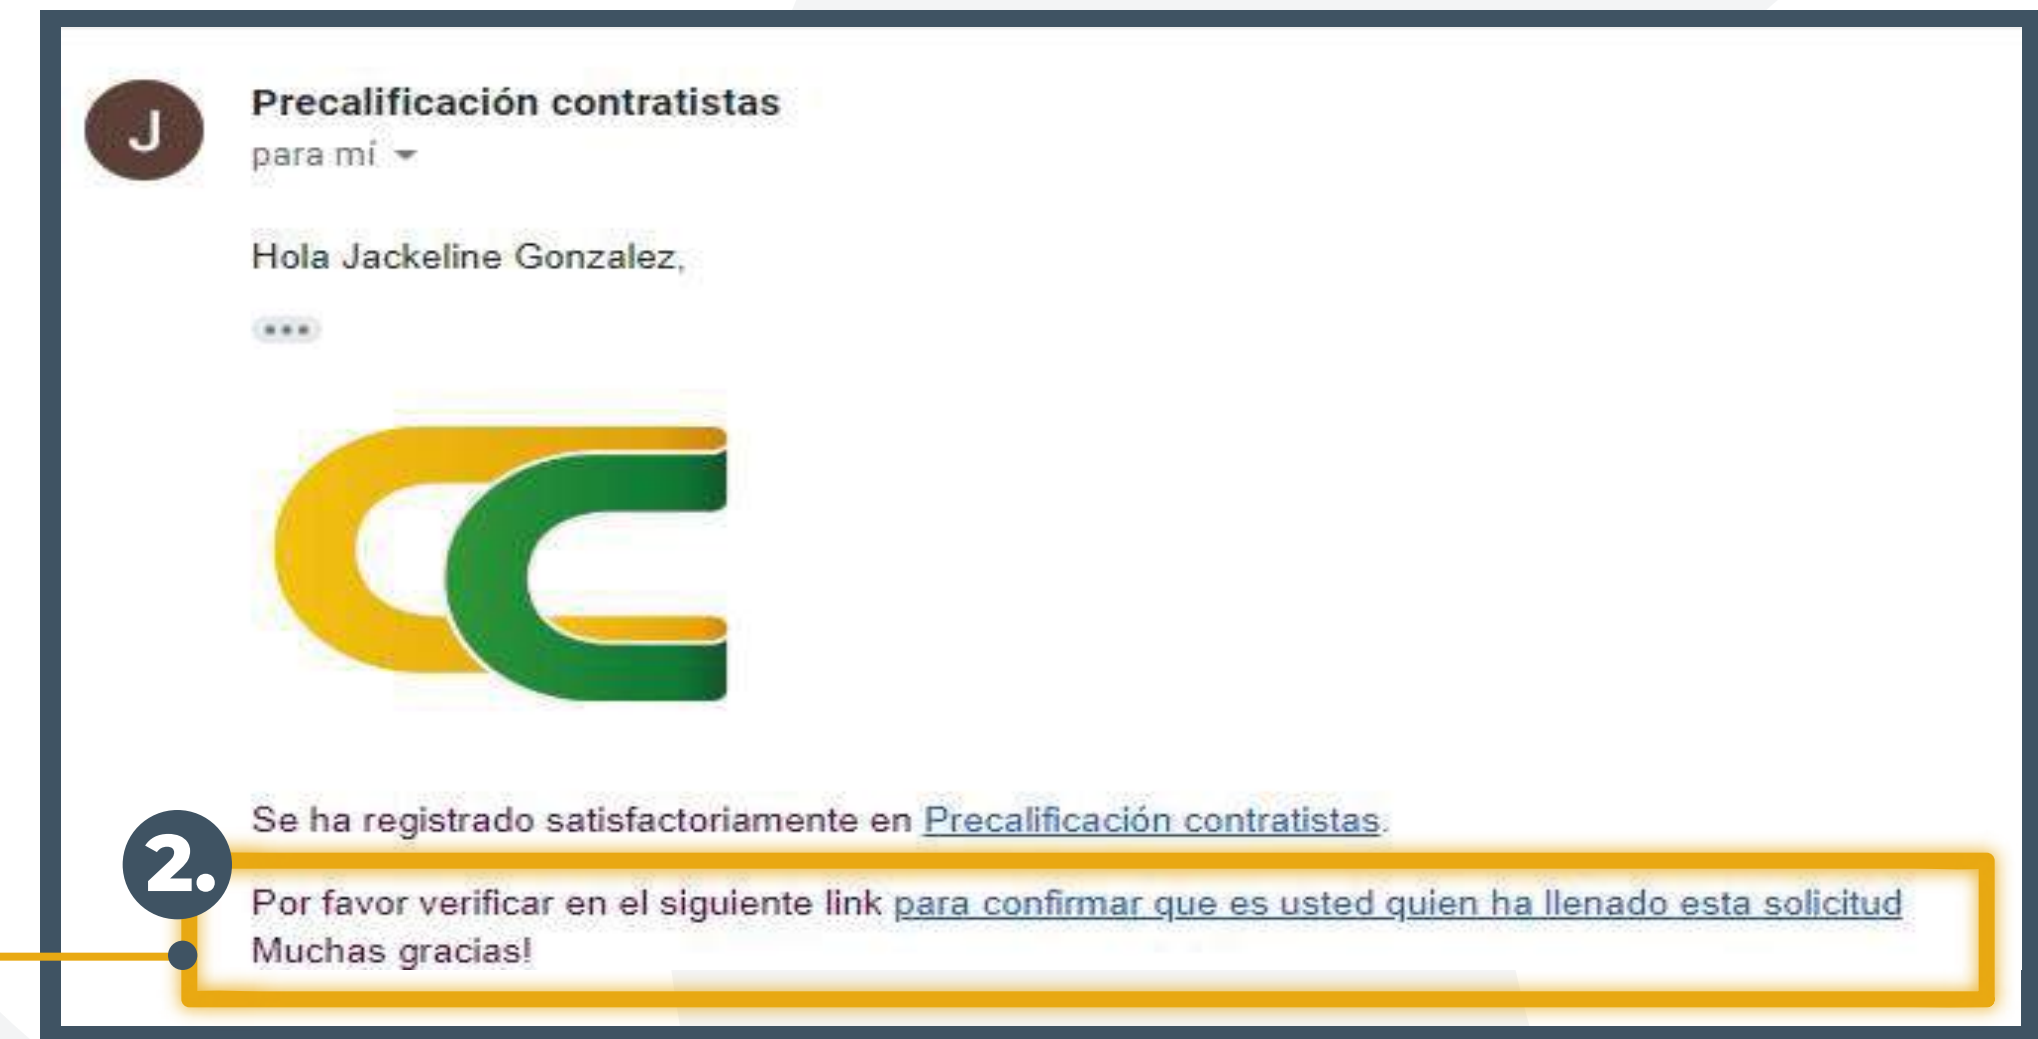 Precalificación contratistas
J
para mí
Hola Jackeline Gonzalez,
Se ha registrado satisfactoriamente en Precalificación contratistas.
2.
Por favor verificar en el siguiente link para confirmar que es usted quien ha llenado esta solicitud
Muchas gracias!